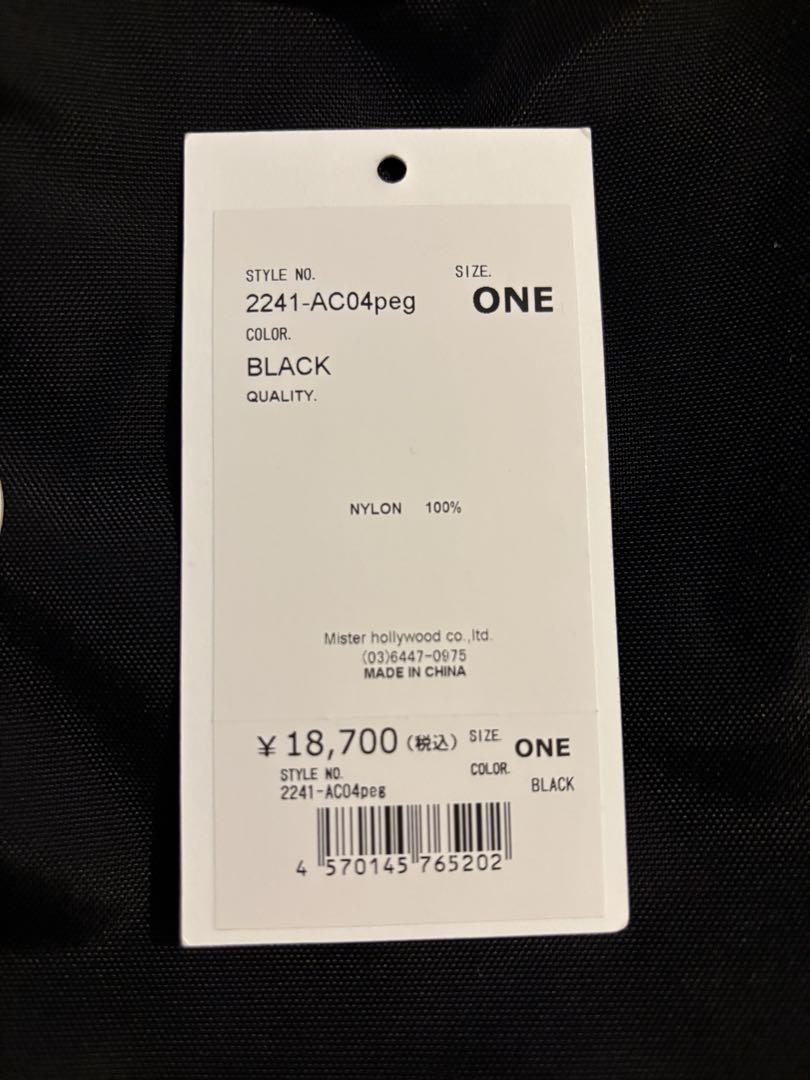 STYLE NO.
SIZE.
2241-AC04peg
ONE
COLOR.
BLACK
QUALITY.
NYLON 100%
Mister hollywood co.,ltd.
(03)6447-0975
MADE IN CHINA
¥ 18,700 (税込) SIZE. ONE
STYLE NO.
COLOR.
2241-AC04peg
BLACK
4 570145 765202